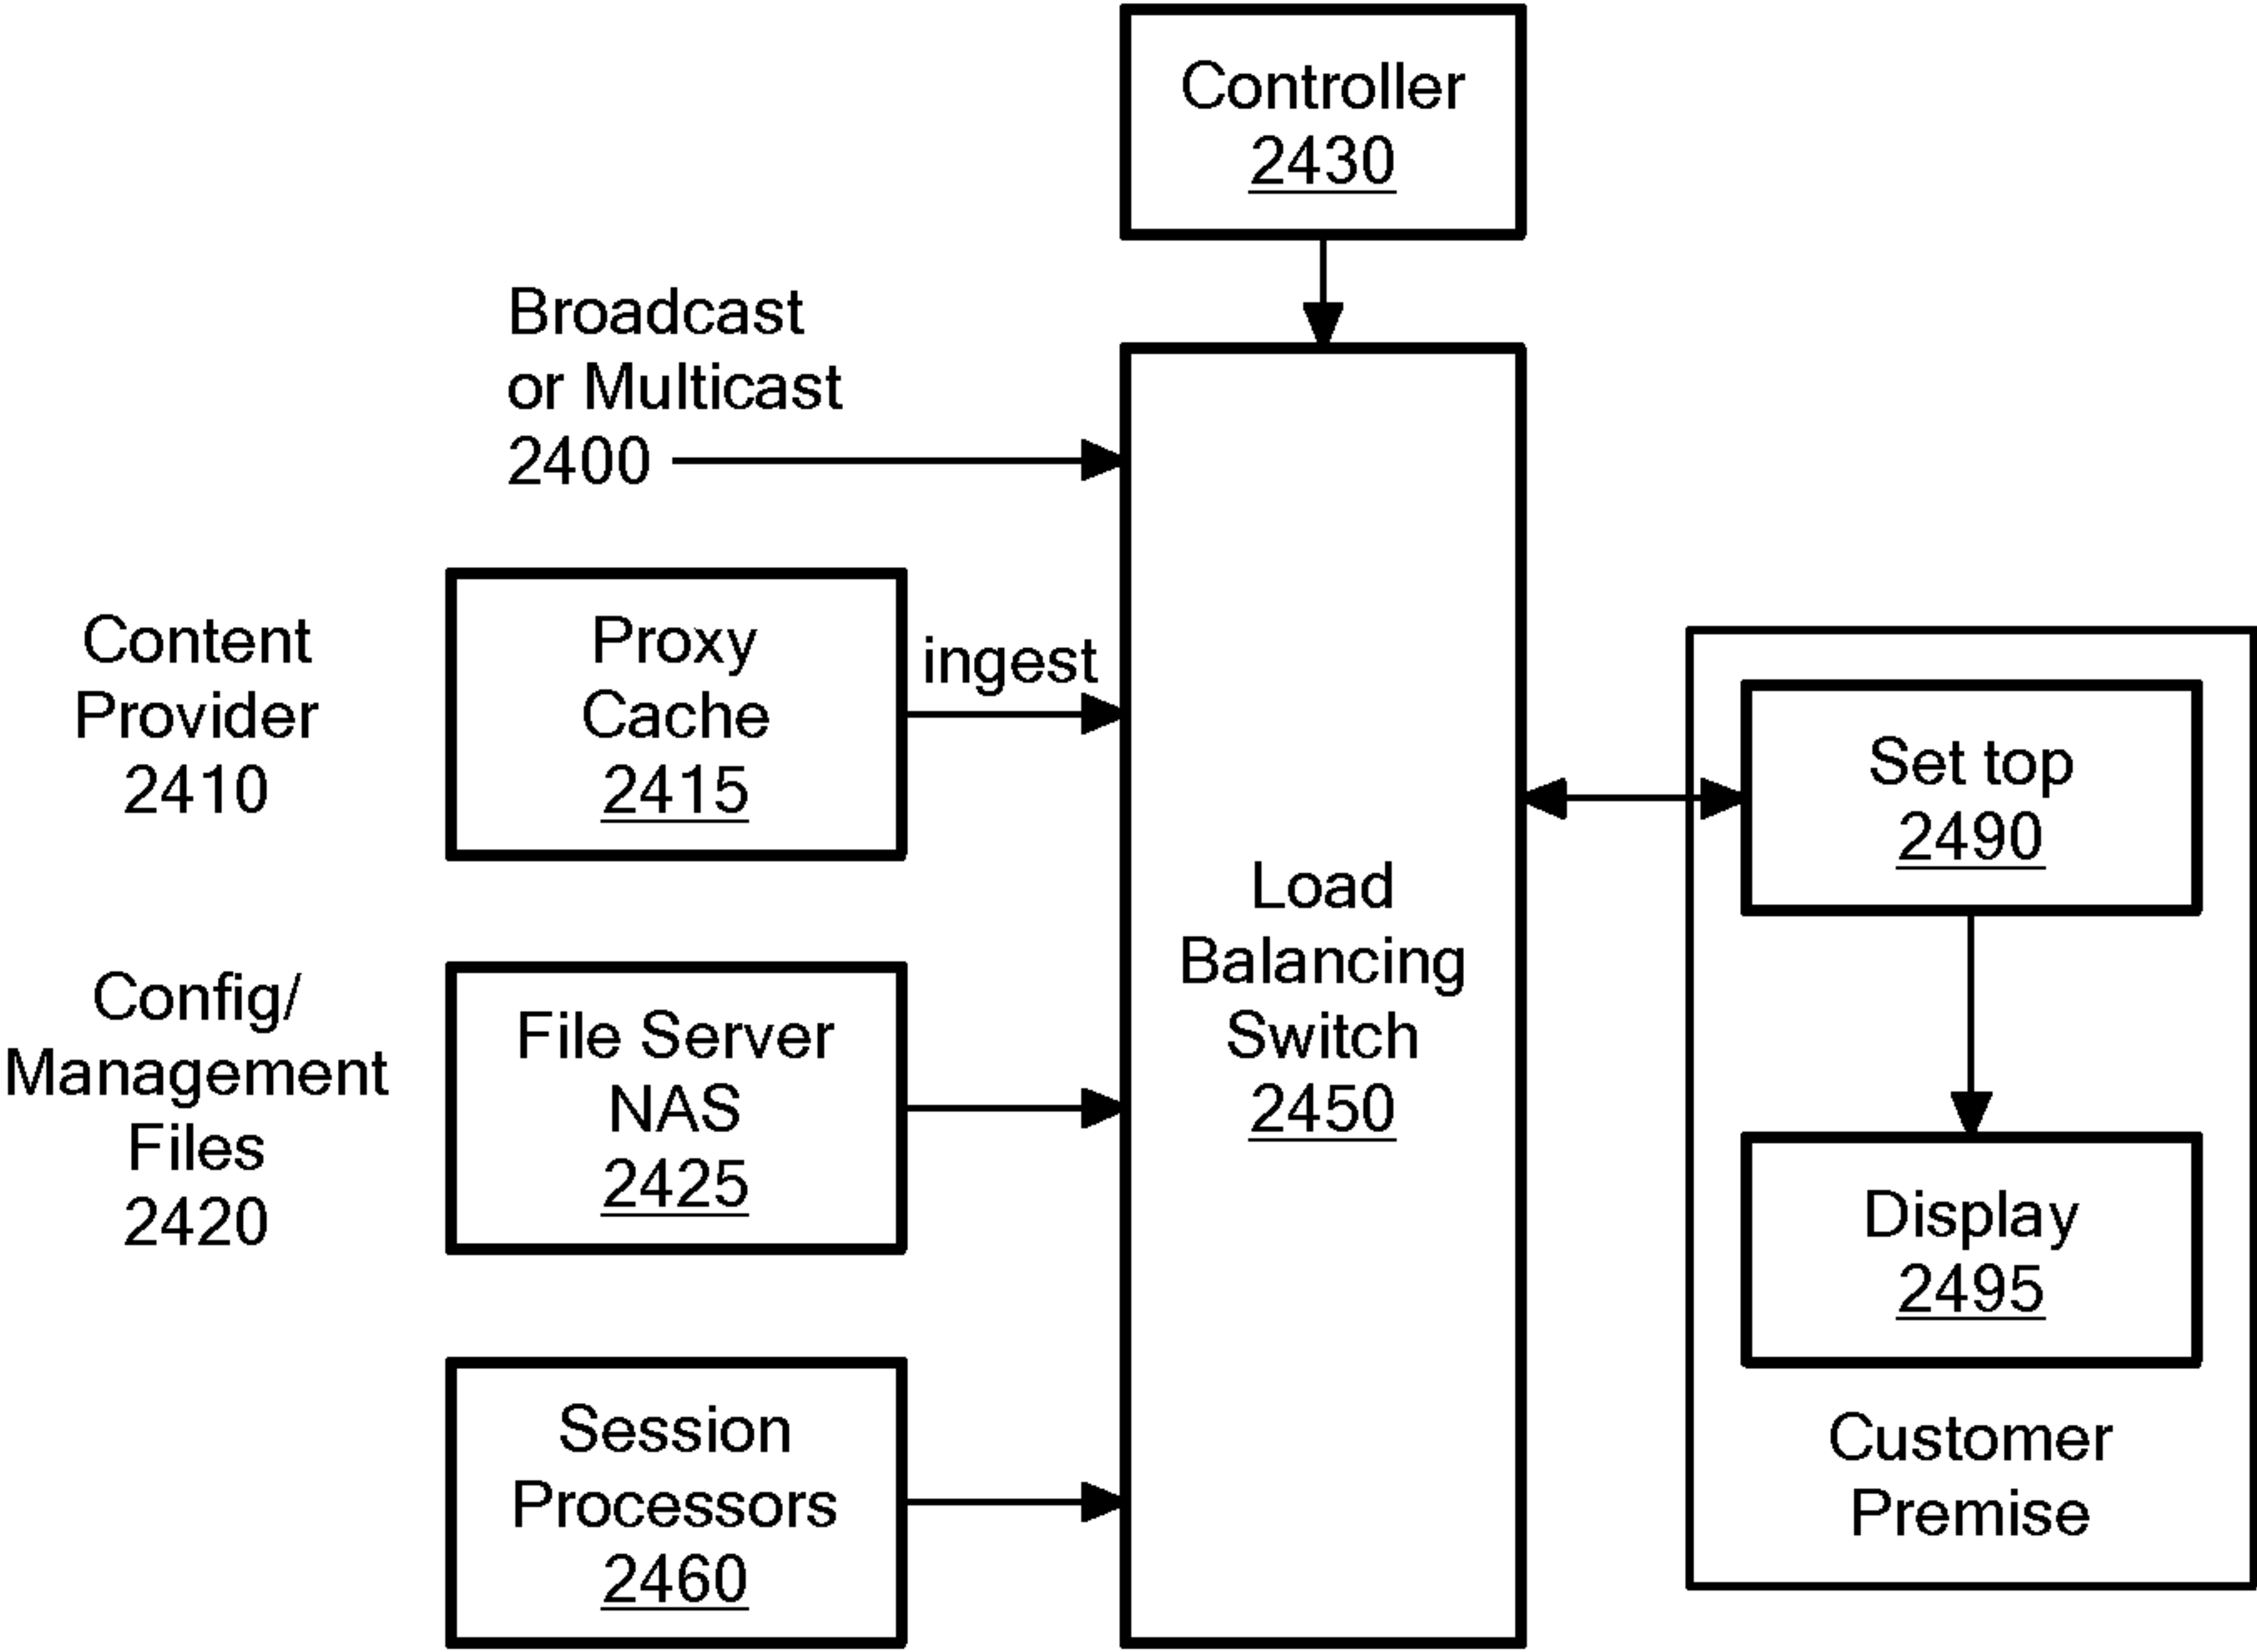 Controller
2430
Broadcast
or Multicast
2400
Content
Provider
2410
Proxy
Cache
2415
ingest
Config/
Management
Files
2420
File Server
NAS
2425
Session
Processors
2460
Load
Balancing
Switch
2450
Set top
2490
Display
2495
Customer
Premise